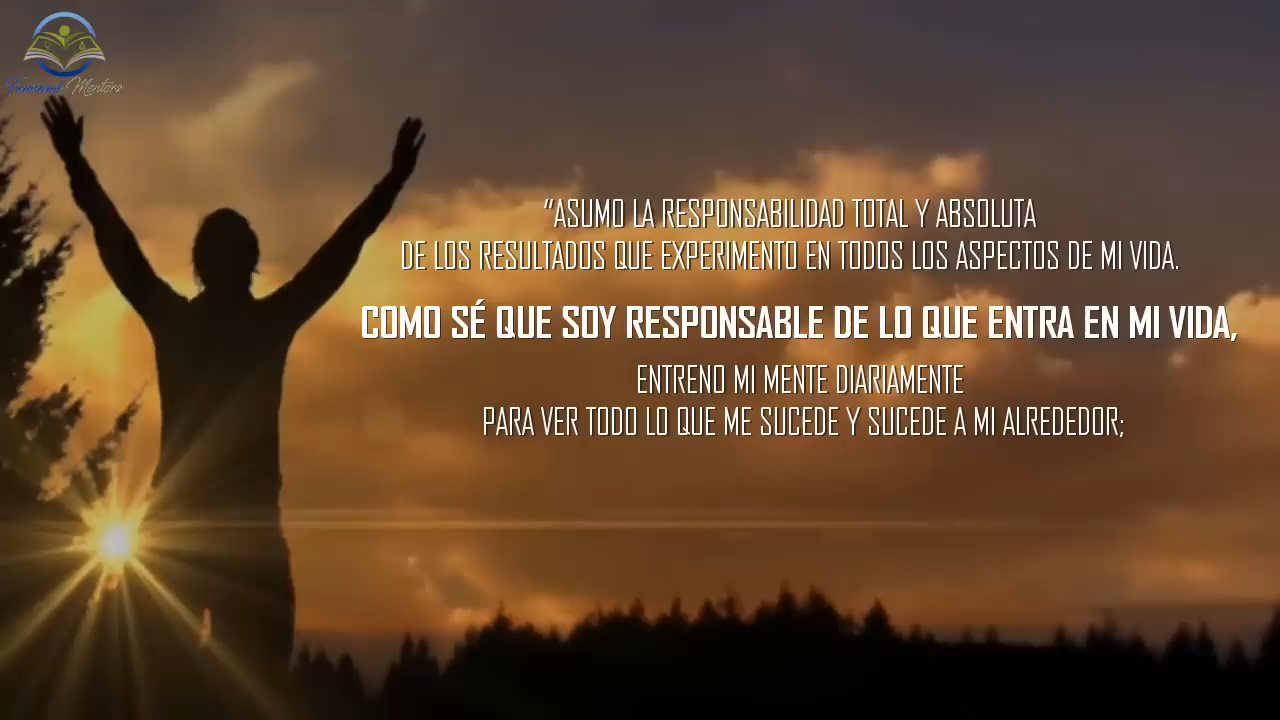 “ASUMO LA RESPONSABILIDAD TOTAL Y ABSOLUTA
DE LOS RESULTADOS QUE EXPERIMENTO EN TODOS LOS ASPECTOS DE MI VIDA.
COMO SÉ QUE SOY RESPONSABLE DE LO QUE ENTRA EN MI VIDA,
ENTRENO MI MENTE DIARIAMENTE
PARA VER TODO LO QUE ME SUCEDE Y SUCEDE A MI ALREDEDOR;